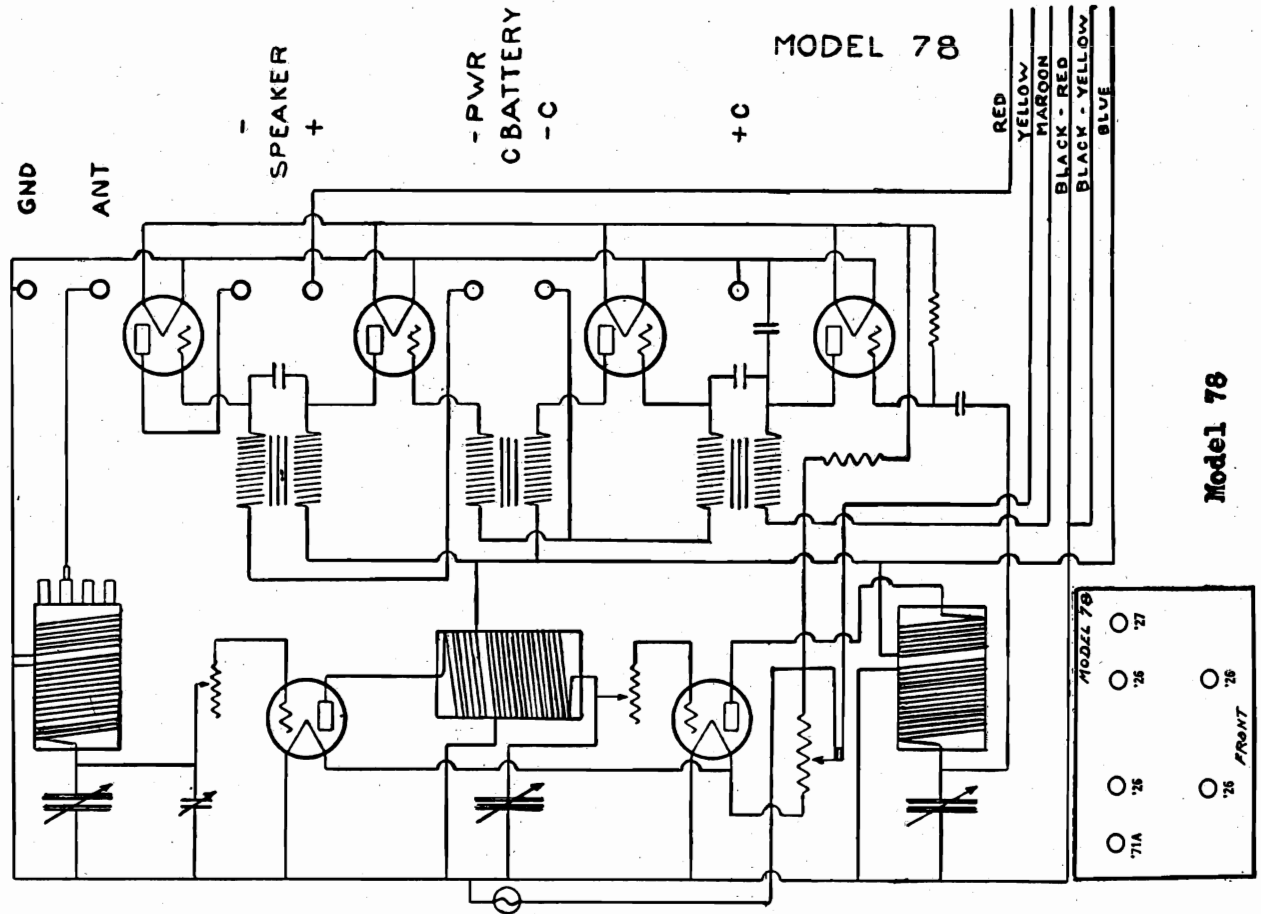 MODEL 78
GND
ANT
-
SPEAKER
+
-PWR
C BATTERY
-C
+C
RED
YELLOW
MAROON
BLACK - RED
BLACK - YELLOW
BLUE
Model 78
MODEL 78
'71A
'26
'26
'27
'26
'26
FRONT